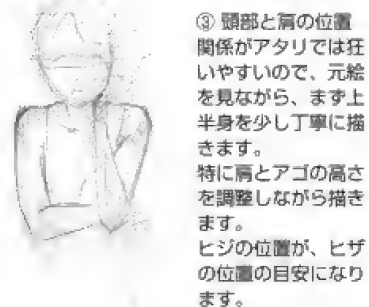 ③ 頭部と肩の位置
関係がアタリでは狂
いやすいので、元絵
を見ながら、まず上
半身を少し丁寧に描
きます。
特に肩とアゴの高さ
を調整しながら描き
ます。
ヒジの位置が、ヒザ
の位置の目安になり
ます。